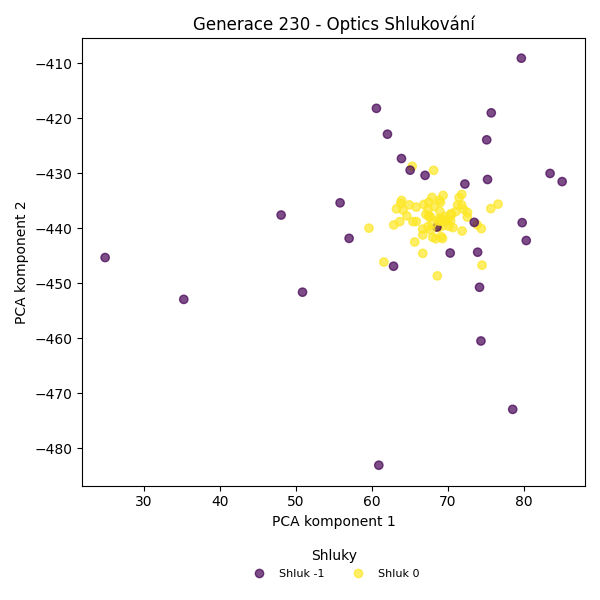 Generace 230 - Optics Shlukování
PCA komponent 2
−410
−420
−430
−440
−450
−460
−470
−480
30 40 50 60 70 80
PCA komponent 1
Shluky
Shluk -1 Shluk 0